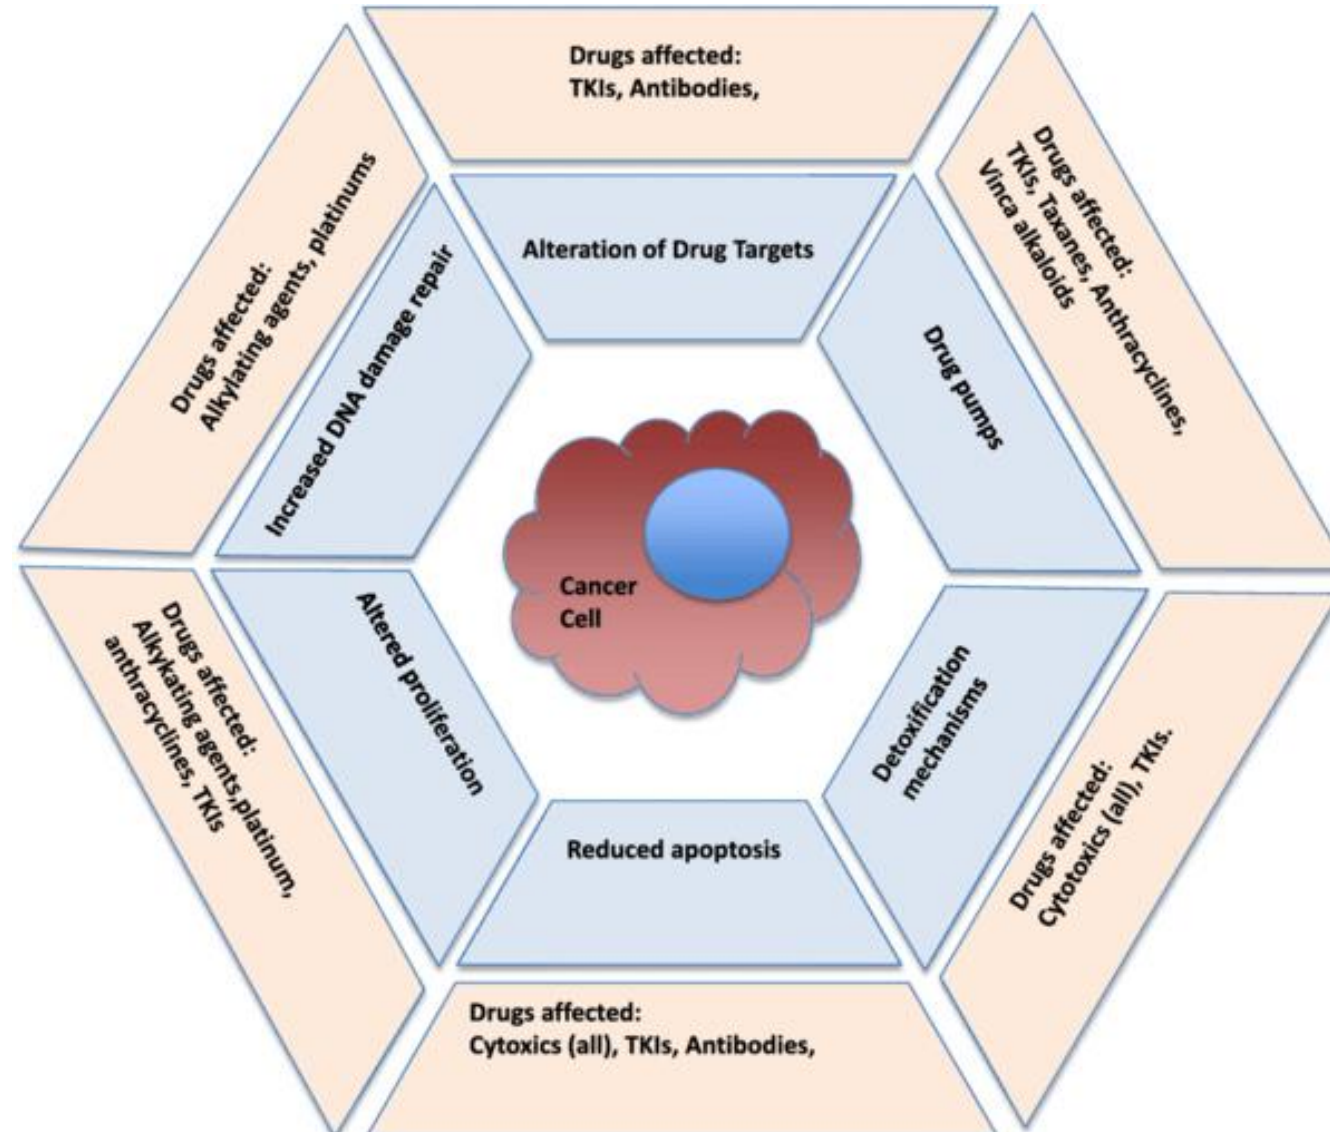 Drugs affected:
TKIs, Antibodies,
Alteration of Drug Targets
Drugs affected:
TKIs, Taxanes, Anthracyclines,
Vinca alkaloids
Drug pumps
Drugs affected:
Cytotoxics (all), TKIs.
Detoxification
mechanisms
Drugs affected:
Cytoxics (all), TKIs, Antibodies,
Reduced apoptosis
Drugs affected:
Alkykating agents,platinum,
anthracyclines, TKIs
Altered proliferation
Drugs affected:
Alkylating agents, platinums
Increased DNA damage repair
Cancer
Cell